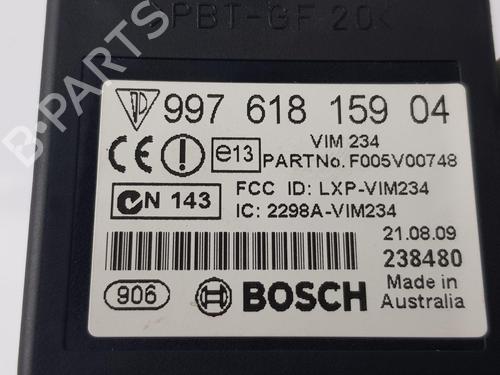 >PBT-GF 20<
997 618 159 04
VIM 234
CE e13 PARTNo. F005V00748
N 143 FCC ID: LXP-VIM234
IC: 2298A-VIM234
21.08.09
238480
906 BOSCH Made in
Australia
B-PARTS